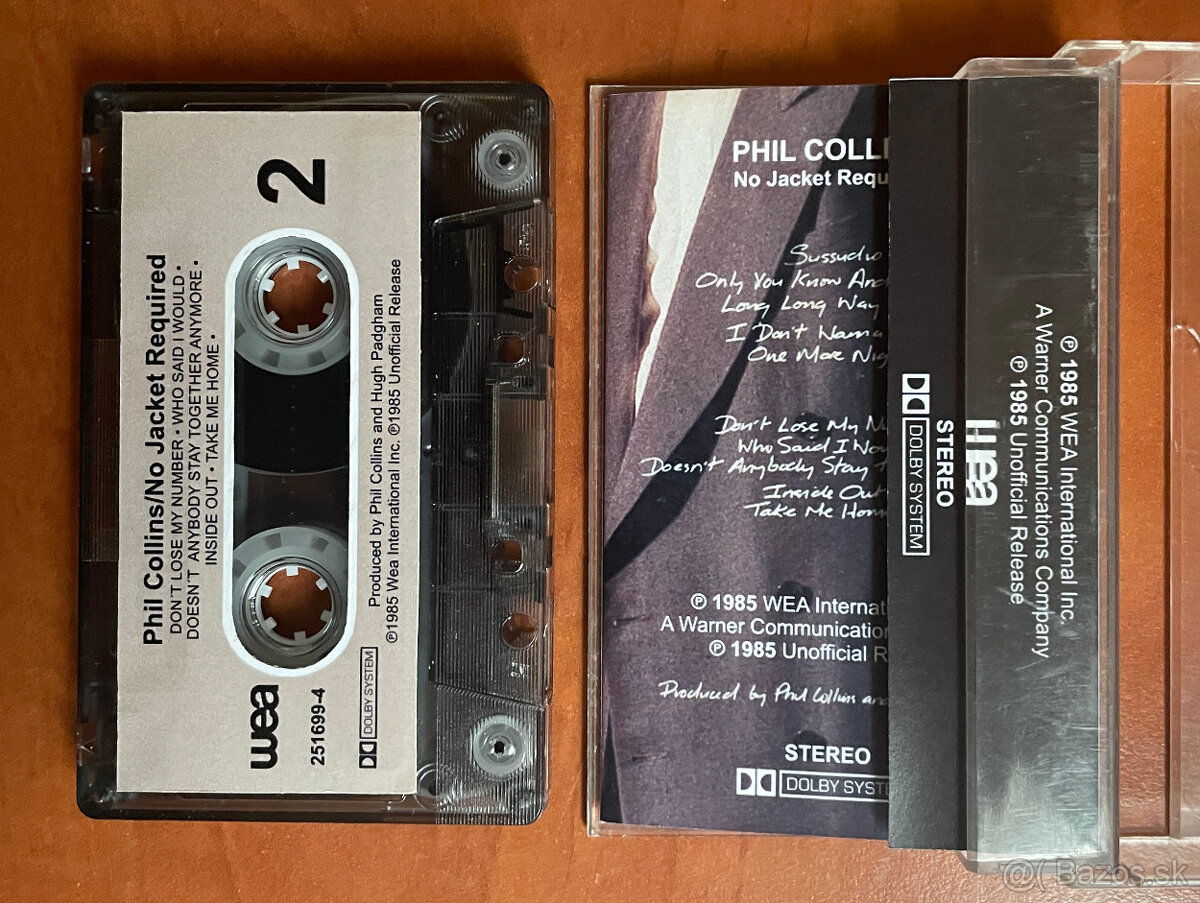 Phil Collins/No Jacket Required
DON'T LOSE MY NUMBER • WHO SAID I WOULD •
DOESN'T ANYBODY STAY TOGETHER ANYMORE •
INSIDE OUT • TAKE ME HOME •
2
wea
251699-4
DOLBY SYSTEM
Produced by Phil Collins and Hugh Padgham
℗1985 Wea International Inc. ℗1985 Unofficial Release
PHIL COLLI
No Jacket Requ
Sussudio
Only You Know And
Long Long Way
I Don't Wanna
One More Nig
Don't Lose My Nu
Who Said I Wou
Doesn't Anybody Stay T
Inside Out
Take Me Home
℗ 1985 WEA Internati
A Warner Communication
℗ 1985 Unofficial R
Produced by Phil Collins and
STEREO
DOLBY SYSTE
STEREO
DOLBY SYSTEM
wea
℗ 1985 WEA International Inc.
A Warner Communications Company
℗ 1985 Unofficial Release
@( Bazos.sk